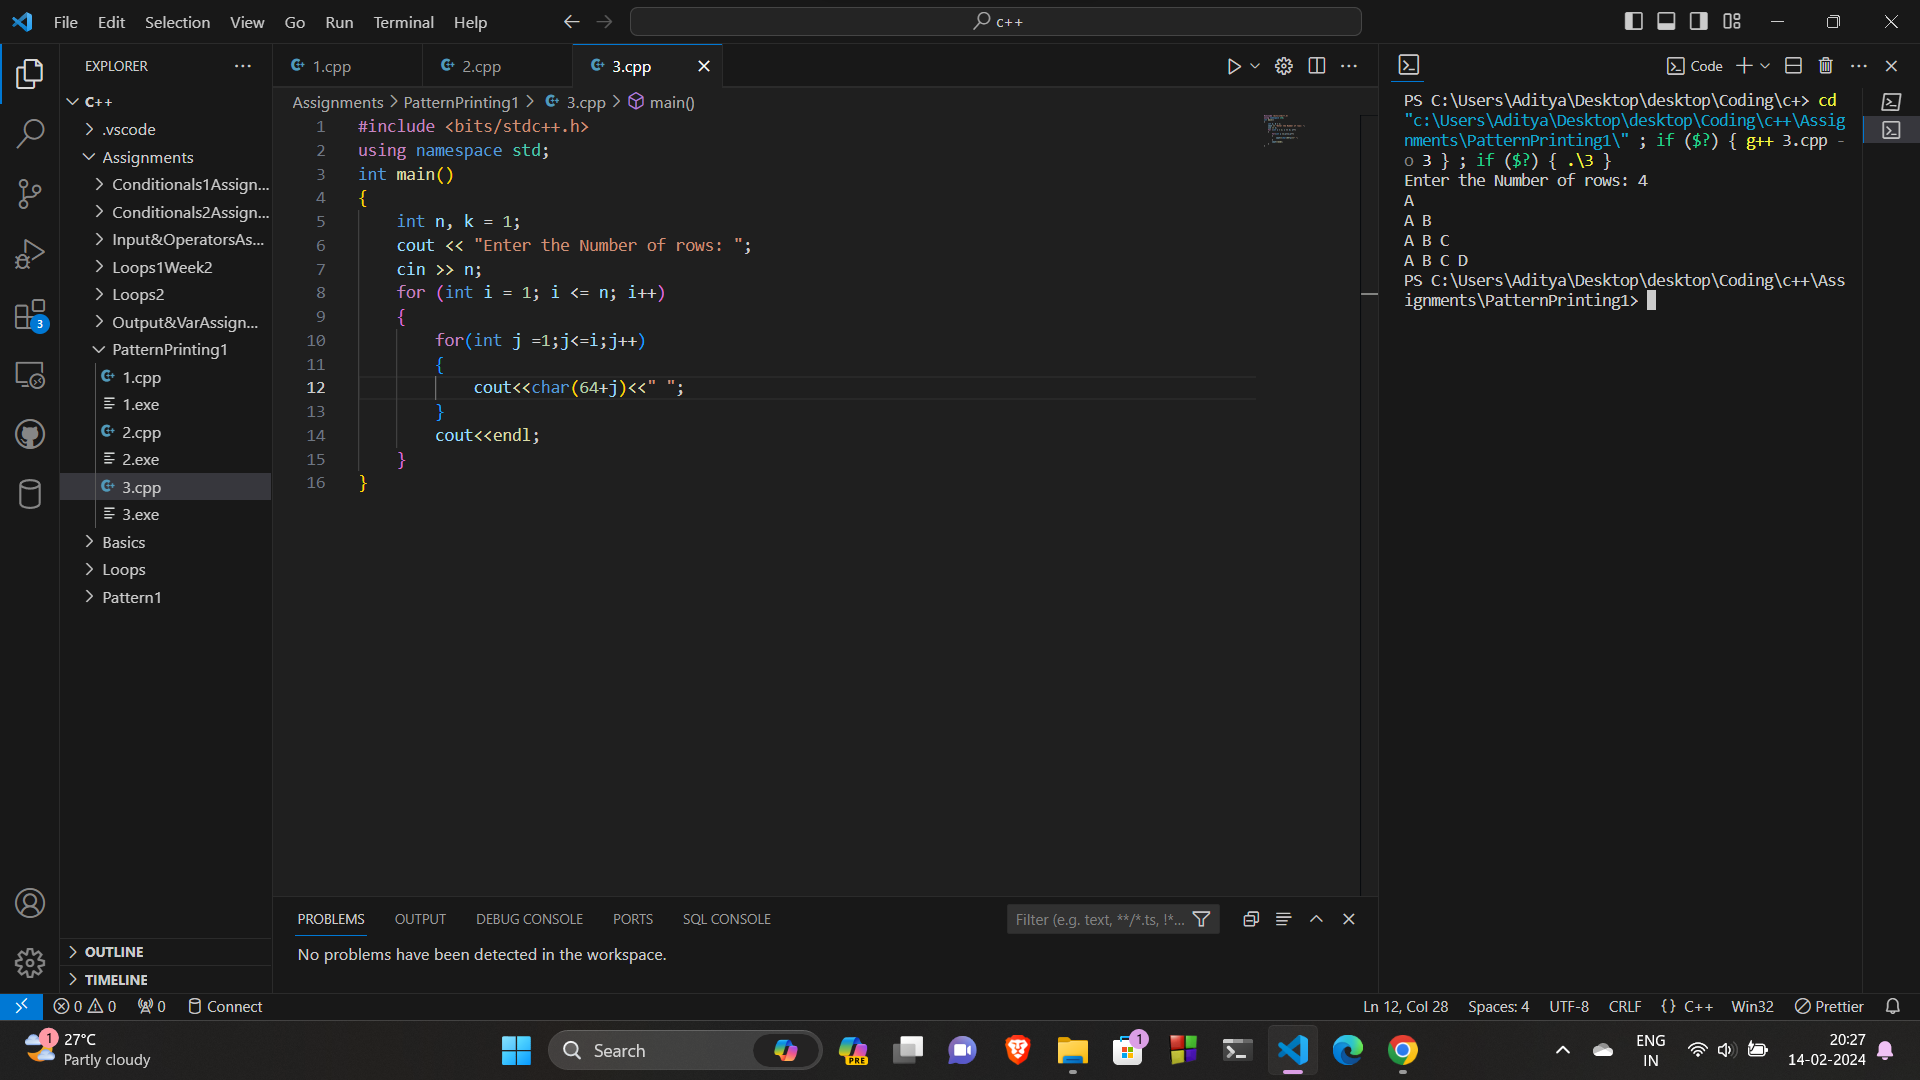 File Edit Selection View Go Run Terminal Help
c++
EXPLORER
C++
.vscode
Assignments
Conditionals1Assign...
Conditionals2Assign...
Input&OperatorsAs...
Loops1Week2
Loops2
Output&VarAssign...
PatternPrinting1
1.cpp
1.exe
2.cpp
2.exe
3.cpp
3.exe
Basics
Loops
Pattern1
OUTLINE
TIMELINE
1.cpp 2.cpp 3.cpp
Assignments > PatternPrinting1 > 3.cpp > main()
1 #include <bits/stdc++.h>
2 using namespace std;
3 int main()
4 {
5 int n, k = 1;
6 cout << "Enter the Number of rows: ";
7 cin >> n;
8 for (int i = 1; i <= n; i++)
9 {
10 for(int j =1;j<=i;j++)
11 {
12 cout<<char(64+j)<<" ";
13 }
14 cout<<endl;
15 }
16 }
Code
PS C:\Users\Aditya\Desktop\desktop\Coding\c+> cd
"c:\Users\Aditya\Desktop\desktop\Coding\c++\Assig
nments\PatternPrinting1\" ; if ($?) { g++ 3.cpp -
o 3 } ; if ($?) { .\3 }
Enter the Number of rows: 4
A
A B
A B C
A B C D
PS C:\Users\Aditya\Desktop\desktop\Coding\c++\Ass
ignments\PatternPrinting1>
PROBLEMS OUTPUT DEBUG CONSOLE PORTS SQL CONSOLE
Filter (e.g. text, **/*.ts, !*...
No problems have been detected in the workspace.
3
0 0 0 Connect
Ln 12, Col 28 Spaces: 4 UTF-8 CRLF {} C++ Win32 Prettier
1
27°C
Partly cloudy
Search
PRE
1
ENG
IN
20:27
14-02-2024